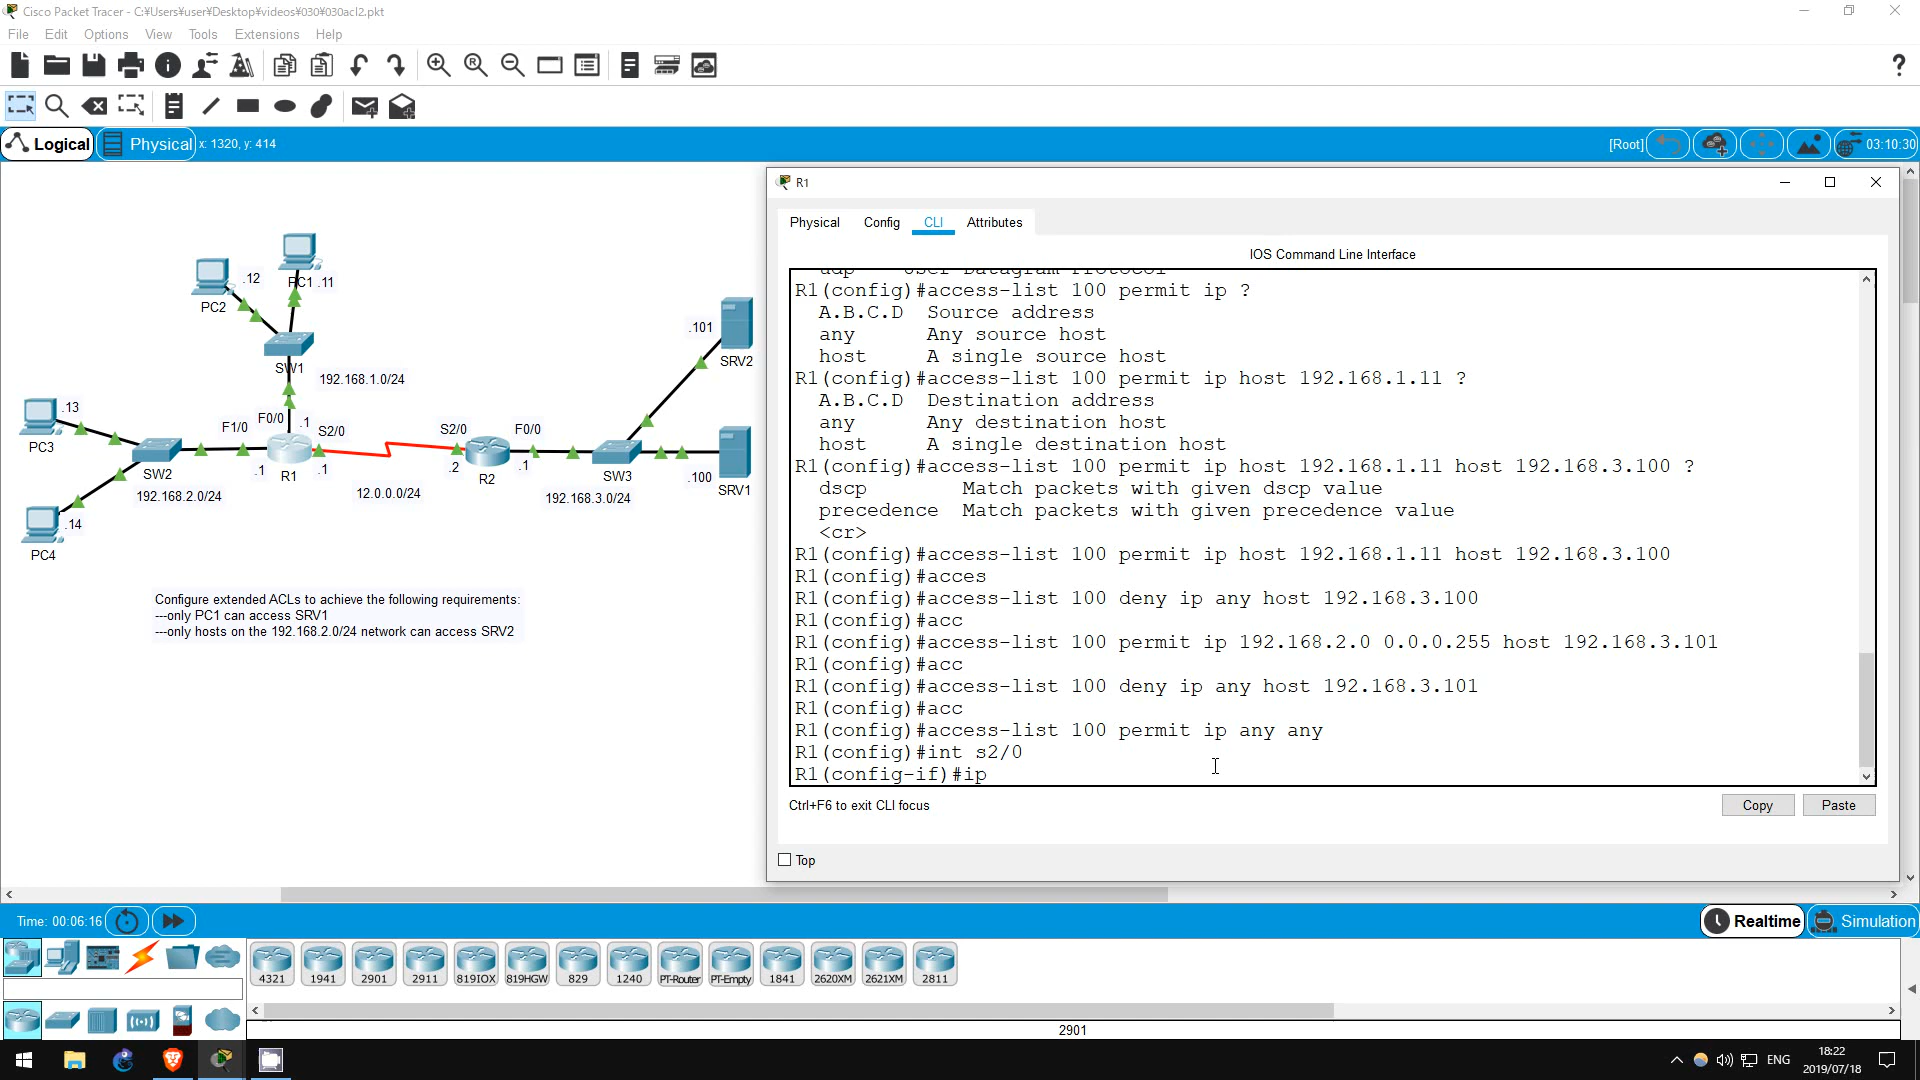 Cisco Packet Tracer - C:¥Users¥user¥Desktop¥videos¥030¥030acl2.pkt
File Edit Options View Tools Extensions Help
Logical Physical x: 1320, y: 414 [Root] 03:10:30
R1
Physical Config CLI Attributes
IOS Command Line Interface
udp User Datagram Protocol
R1(config)#access-list 100 permit ip ?
A.B.C.D Source address
any Any source host
host A single source host
R1(config)#access-list 100 permit ip host 192.168.1.11 ?
A.B.C.D Destination address
any Any destination host
host A single destination host
R1(config)#access-list 100 permit ip host 192.168.1.11 host 192.168.3.100 ?
dscp Match packets with given dscp value
precedence Match packets with given precedence value
<cr>
R1(config)#access-list 100 permit ip host 192.168.1.11 host 192.168.3.100
R1(config)#acces
R1(config)#access-list 100 deny ip any host 192.168.3.100
R1(config)#acc
R1(config)#access-list 100 permit ip 192.168.2.0 0.0.0.255 host 192.168.3.101
R1(config)#acc
R1(config)#access-list 100 deny ip any host 192.168.3.101
R1(config)#acc
R1(config)#access-list 100 permit ip any any
R1(config)#int s2/0
R1(config-if)#ip
Ctrl+F6 to exit CLI focus
Copy Paste
Top
.12
PC2
PC1 .11
SW1
192.168.1.0/24
.101
SRV2
.13
PC3
F1/0
F0/0
.1
S2/0
S2/0
F0/0
SW2
.1
R1
.1
.2
R2
.1
SW3
.100
SRV1
192.168.2.0/24
12.0.0.0/24
192.168.3.0/24
.14
PC4
Configure extended ACLs to achieve the following requirements:
---only PC1 can access SRV1
---only hosts on the 192.168.2.0/24 network can access SRV2
Time: 00:06:16
Realtime Simulation
4321 1941 2901 2911 819IOX 819HGW 829 1240 PT-Router PT-Empty 1841 2620XM 2621XM 2811
2901
ENG
18:22
2019/07/18